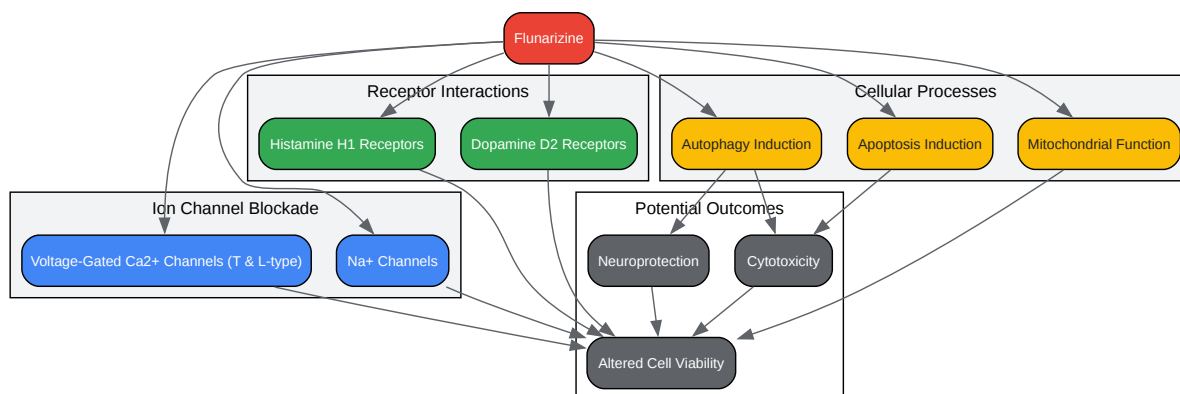 Flunarizine
Receptor Interactions
Cellular Processes
Histamine H1 Receptors
Dopamine D2 Receptors
Autophagy Induction
Apoptosis Induction
Mitochondrial Function
Ion Channel Blockade
Potential Outcomes
Voltage-Gated Ca2+ Channels (T & L-type)
Na+ Channels
Neuroprotection
Cytotoxicity
Altered Cell Viability